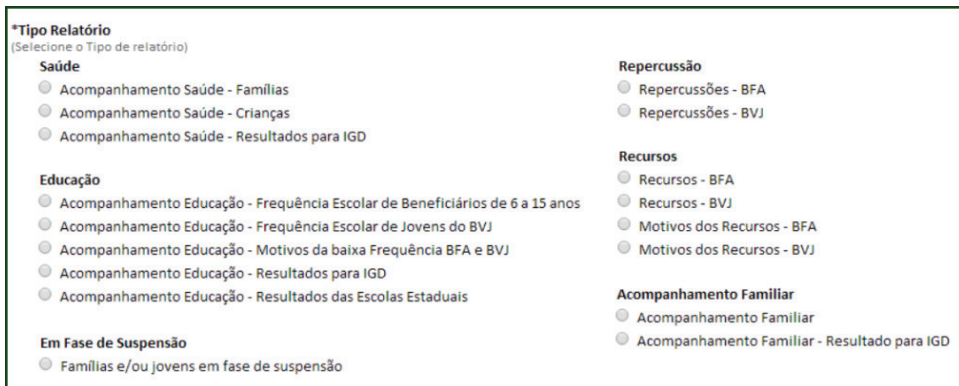 *Tipo Relatório
(Selecione o Tipo de relatório)
Saúde
Acompanhamento Saúde - Famílias
Acompanhamento Saúde - Crianças
Acompanhamento Saúde - Resultados para IGD
Educação
Acompanhamento Educação - Frequência Escolar de Beneficiários de 6 a 15 anos
Acompanhamento Educação - Frequência Escolar de Jovens do BVJ
Acompanhamento Educação - Motivos da baixa Frequência BFA e BVJ
Acompanhamento Educação - Resultados para IGD
Acompanhamento Educação - Resultados das Escolas Estaduais
Em Fase de Suspensão
Famílias e/ou jovens em fase de suspensão
Repercussão
Repercussões - BFA
Repercussões - BVJ
Recursos
Recursos - BFA
Recursos - BVJ
Motivos dos Recursos - BFA
Motivos dos Recursos - BVJ
Acompanhamento Familiar
Acompanhamento Familiar
Acompanhamento Familiar - Resultado para IGD